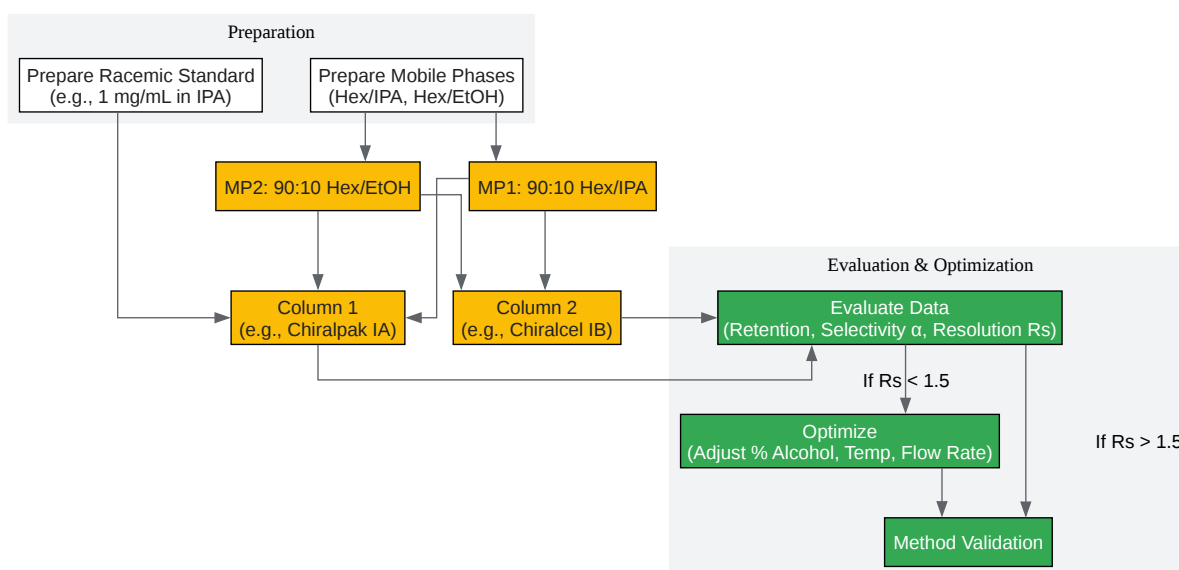 Preparation
Prepare Racemic Standard
(e.g., 1 mg/mL in IPA)
Prepare Mobile Phases
(Hex/IPA, Hex/EtOH)
MP2: 90:10 Hex/EtOH
MP1: 90:10 Hex/IPA
Evaluation & Optimization
Column 1
(e.g., Chiralpak IA)
Column 2
(e.g., Chiralcel IB)
Evaluate Data
(Retention, Selectivity α, Resolution Rs)
If Rs < 1.5
Optimize
(Adjust % Alcohol, Temp, Flow Rate)
If Rs > 1.5
Method Validation